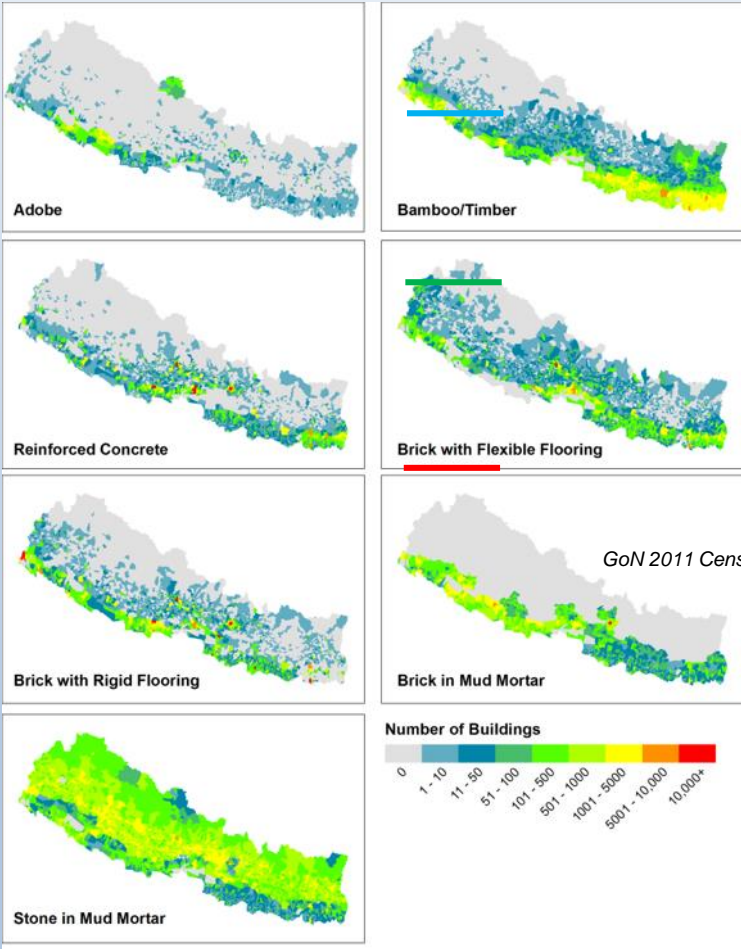 Adobe
Bamboo/Timber
Reinforced Concrete
Brick with Flexible Flooring
Brick with Rigid Flooring
GoN 2011 Cens
Brick in Mud Mortar
Stone in Mud Mortar
Number of Buildings
0
1 - 10
11 - 50
51 - 100
101 - 500
501 - 1000
1001 - 5000
5001 - 10,000
10,000+